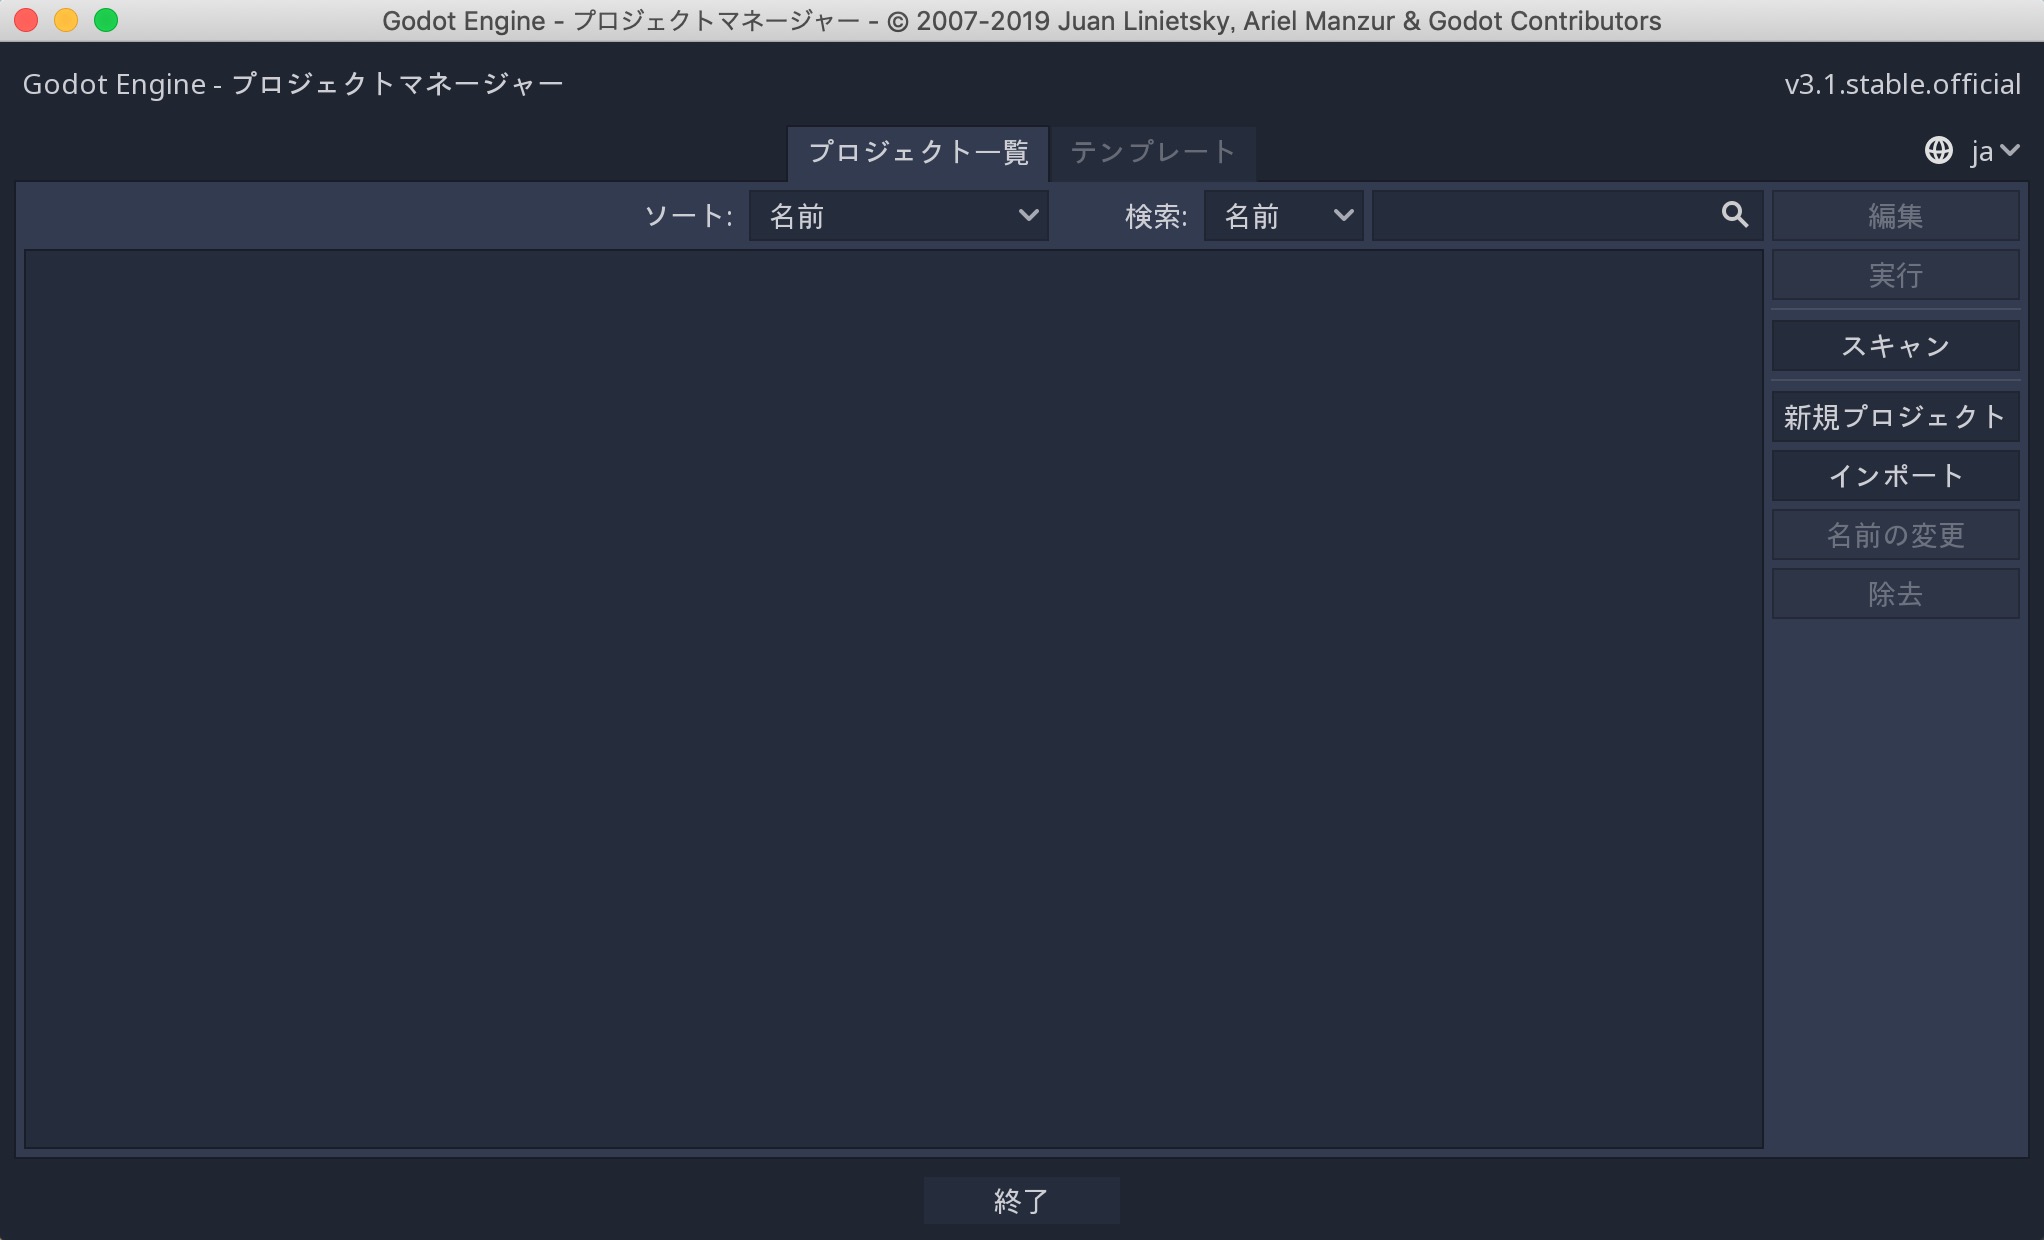 Godot Engine - プロジェクトマネージャー - © 2007-2019 Juan Linietsky, Ariel Manzur & Godot Contributors
Godot Engine - プロジェクトマネージャー
v3.1.stable.official
プロジェクト一覧
テンプレート
ja
ソート:
名前
検索:
名前
編集
実行
スキャン
新規プロジェクト
インポート
名前の変更
除去
終了